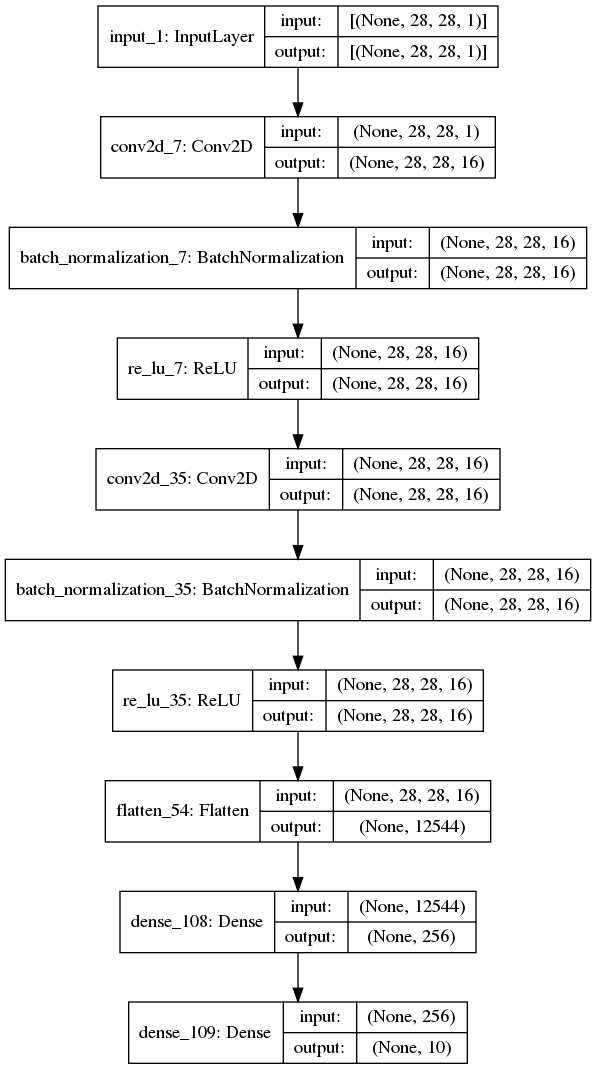 input_1: InputLayer
input: [(None, 28, 28, 1)]
output: [(None, 28, 28, 1)]
conv2d_7: Conv2D
input: (None, 28, 28, 1)
output: (None, 28, 28, 16)
batch_normalization_7: BatchNormalization
input: (None, 28, 28, 16)
output: (None, 28, 28, 16)
re_lu_7: ReLU
input: (None, 28, 28, 16)
output: (None, 28, 28, 16)
conv2d_35: Conv2D
input: (None, 28, 28, 16)
output: (None, 28, 28, 16)
batch_normalization_35: BatchNormalization
input: (None, 28, 28, 16)
output: (None, 28, 28, 16)
re_lu_35: ReLU
input: (None, 28, 28, 16)
output: (None, 28, 28, 16)
flatten_54: Flatten
input: (None, 28, 28, 16)
output: (None, 12544)
dense_108: Dense
input: (None, 12544)
output: (None, 256)
dense_109: Dense
input: (None, 256)
output: (None, 10)